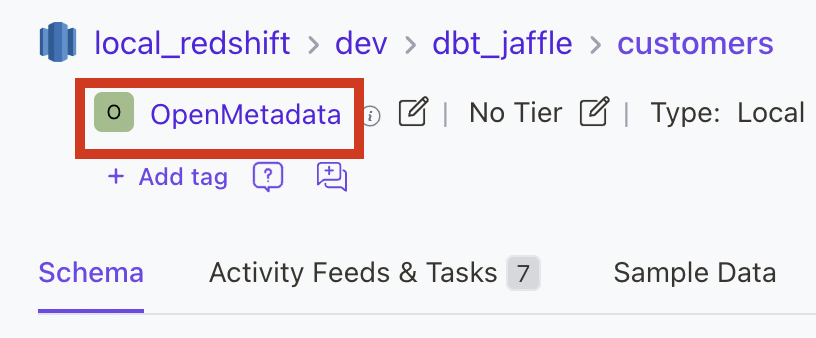 local_redshift > dev > dbt_jaffle > customers
O OpenMetadata i | No Tier | Type: Local
+ Add tag ?
Schema Activity Feeds & Tasks 7 Sample Data